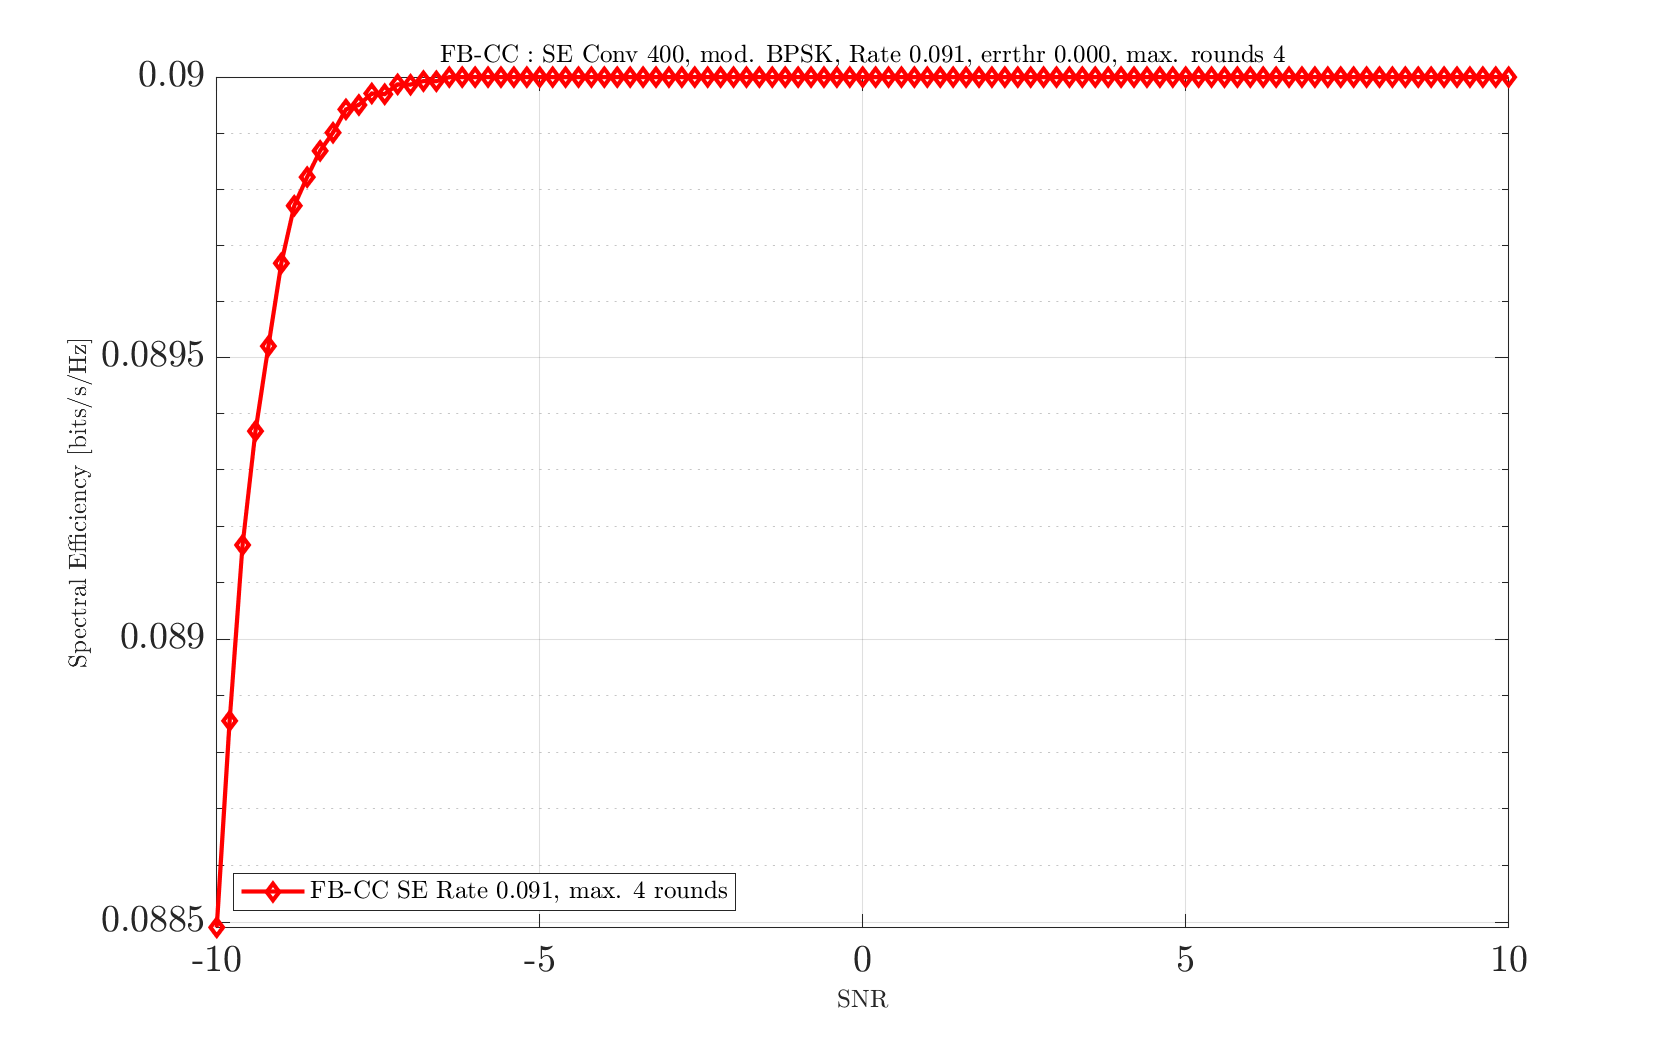 FB-CC : SE Conv 400, mod. BPSK, Rate 0.091, errthr 0.000, max. rounds 4
0.09
0.0895
0.089
0.0885
Spectral Efficiency [bits/s/Hz]
FB-CC SE Rate 0.091, max. 4 rounds
-10
-5
0
5
10
SNR